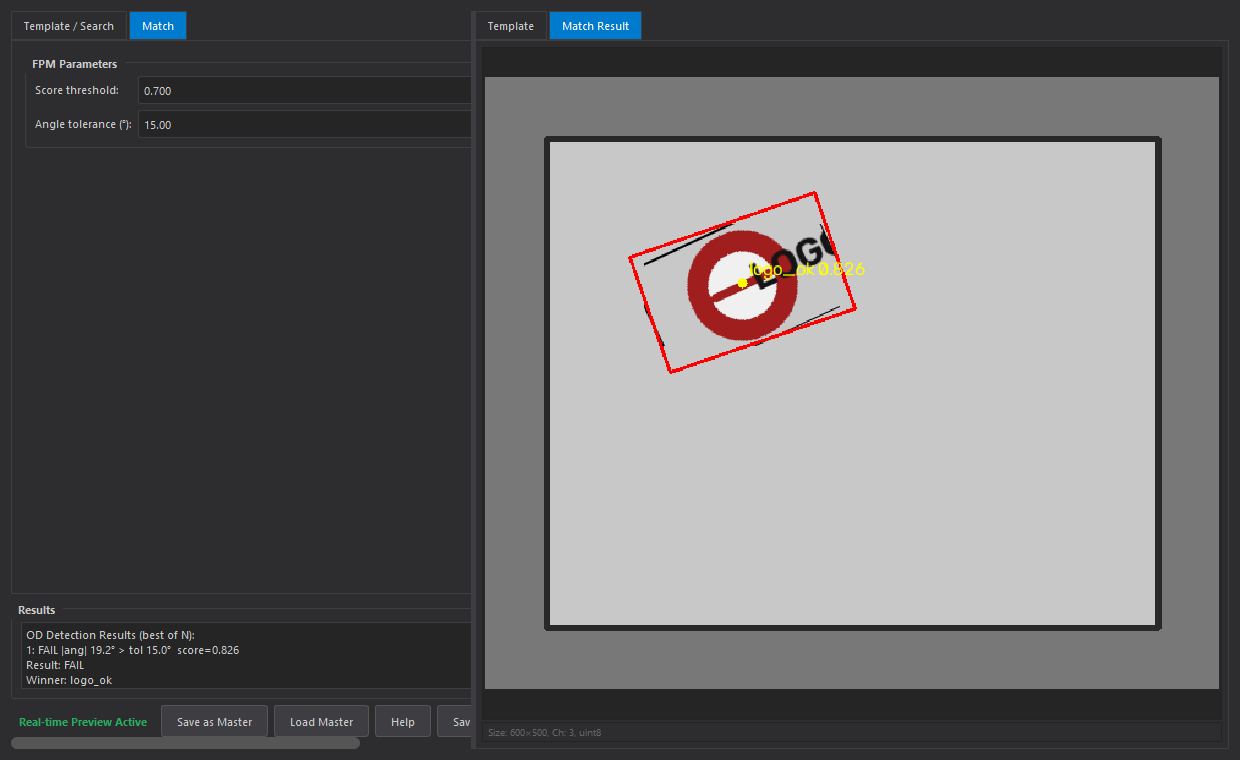 Template / Search
Match
FPM Parameters
Score threshold:
0.700
Angle tolerance (°):
15.00
Results
OD Detection Results (best of N):
1: FAIL |ang| 19.2° > tol 15.0°  score=0.826
Result: FAIL
Winner: logo_ok
Real-time Preview Active
Save as Master
Load Master
Help
Sav
Template
Match Result
LOGO
logo_ok 0.826
Size: 600×500, Ch: 3, uint8